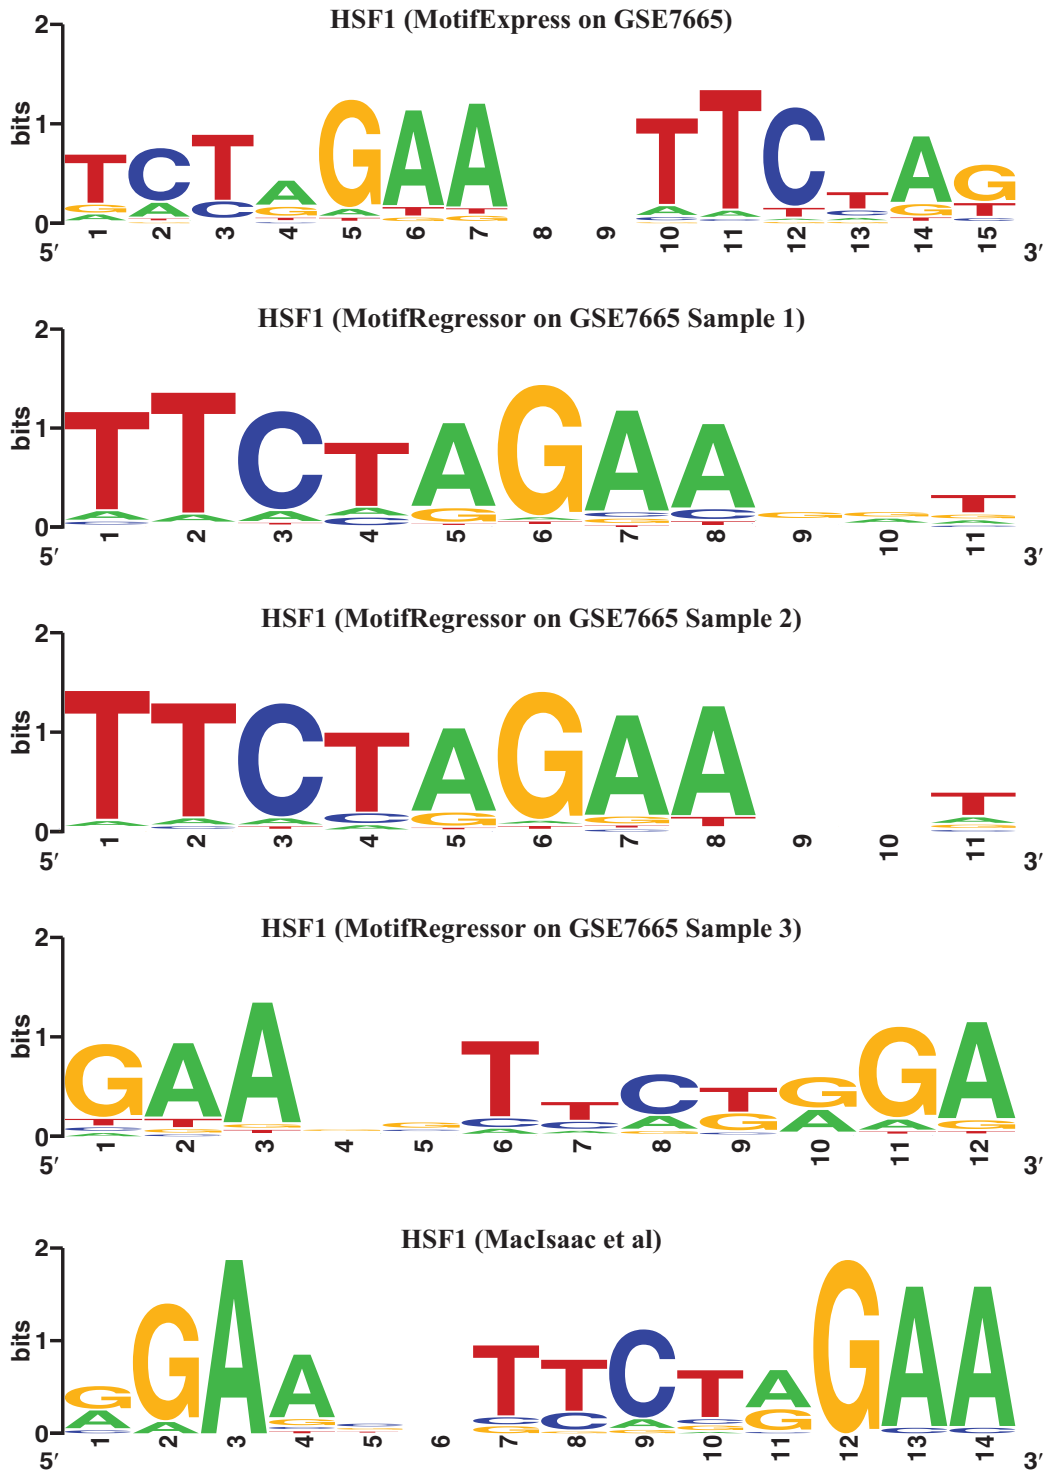 HSF1 (MotifExpress on GSE7665)
bits
2
1
0
T C T A G A A T T C T A G
1 2 3 4 5 6 7 8 9 10 11 12 13 14 15
5′ 3′
HSF1 (MotifRegressor on GSE7665 Sample 1)
bits
2
1
0
T T C T A G A A G G T
1 2 3 4 5 6 7 8 9 10 11
5′ 3′
HSF1 (MotifRegressor on GSE7665 Sample 2)
bits
2
1
0
T T C T A G A A T
1 2 3 4 5 6 7 8 9 10 11
5′ 3′
HSF1 (MotifRegressor on GSE7665 Sample 3)
bits
2
1
0
G A A G T T C T G G A
1 2 3 4 5 6 7 8 9 10 11 12
5′ 3′
HSF1 (MacIsaac et al)
bits
2
1
0
G G A A C T T C T A G A A
1 2 3 4 5 6 7 8 9 10 11 12 13 14
5′ 3′